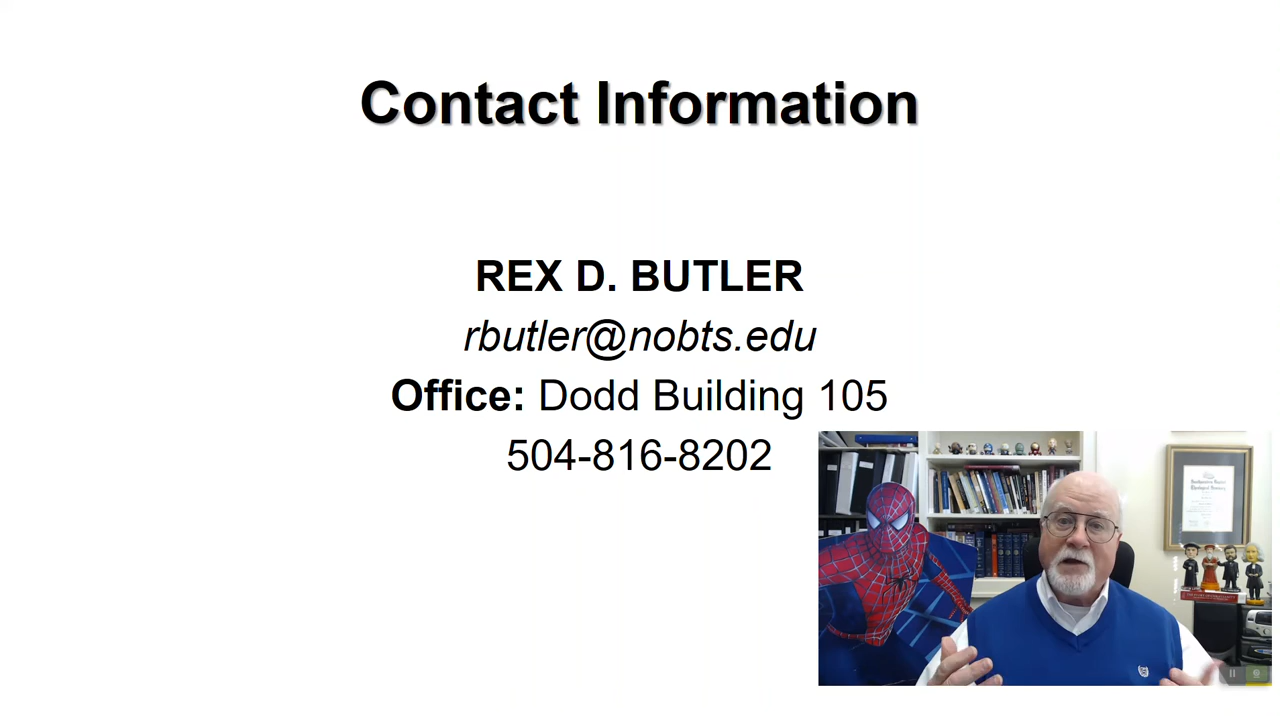 Contact Information
REX D. BUTLER
rbutler@nobts.edu
Office: Dodd Building 105
504-816-8202